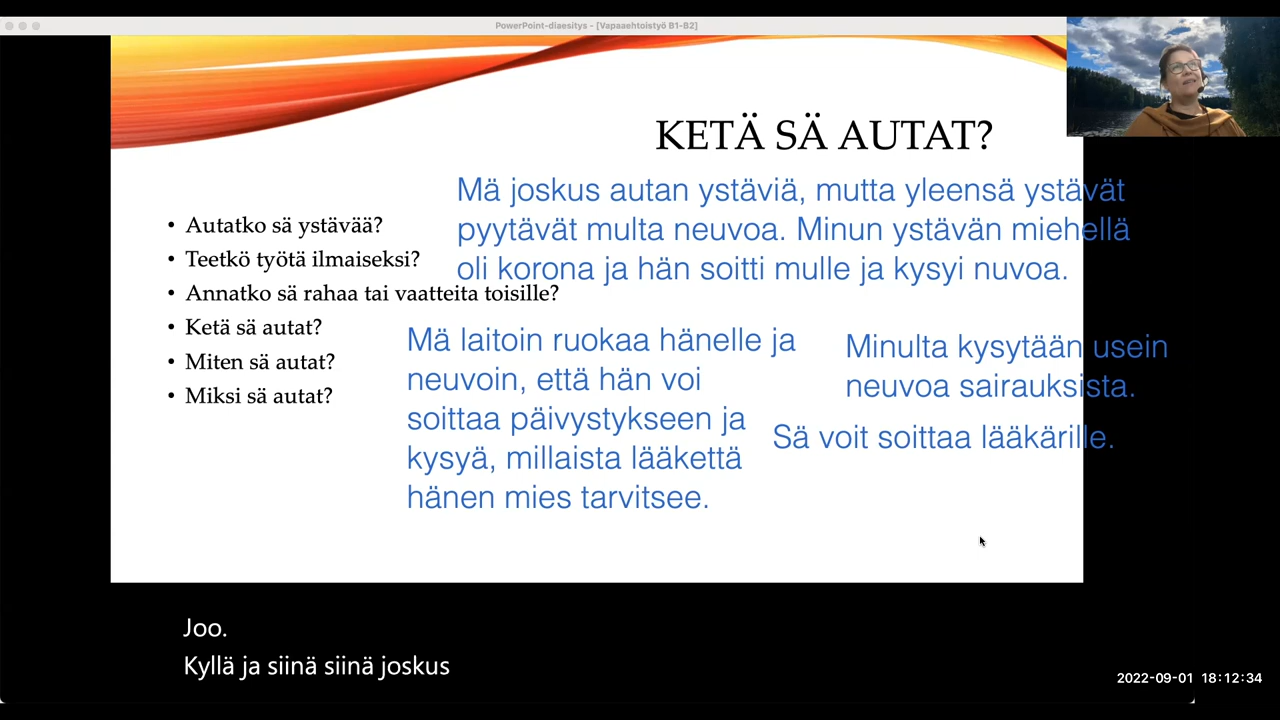 PowerPoint-diaesitys - [Vapaaehtoistyö B1-B2]
KETÄ SÄ AUTAT?
Mä joskus autan ystäviä, mutta yleensä ystävät
pyytävät multa neuvoa. Minun ystävän miehellä
oli korona ja hän soitti mulle ja kysyi nuvoa.
• Autatko sä ystävää?
• Teetkö työtä ilmaiseksi?
• Annatko sä rahaa tai vaatteita toisille?
• Ketä sä autat?
• Miten sä autat?
• Miksi sä autat?
Mä laitoin ruokaa hänelle ja
neuvoin, että hän voi
soittaa päivystykseen ja
kysyä, millaista lääkettä
hänen mies tarvitsee.
Minulta kysytään usein
neuvoa sairauksista.
Sä voit soittaa lääkärille.
Joo.
Kyllä ja siinä siinä joskus
2022-09-01 18:12:34